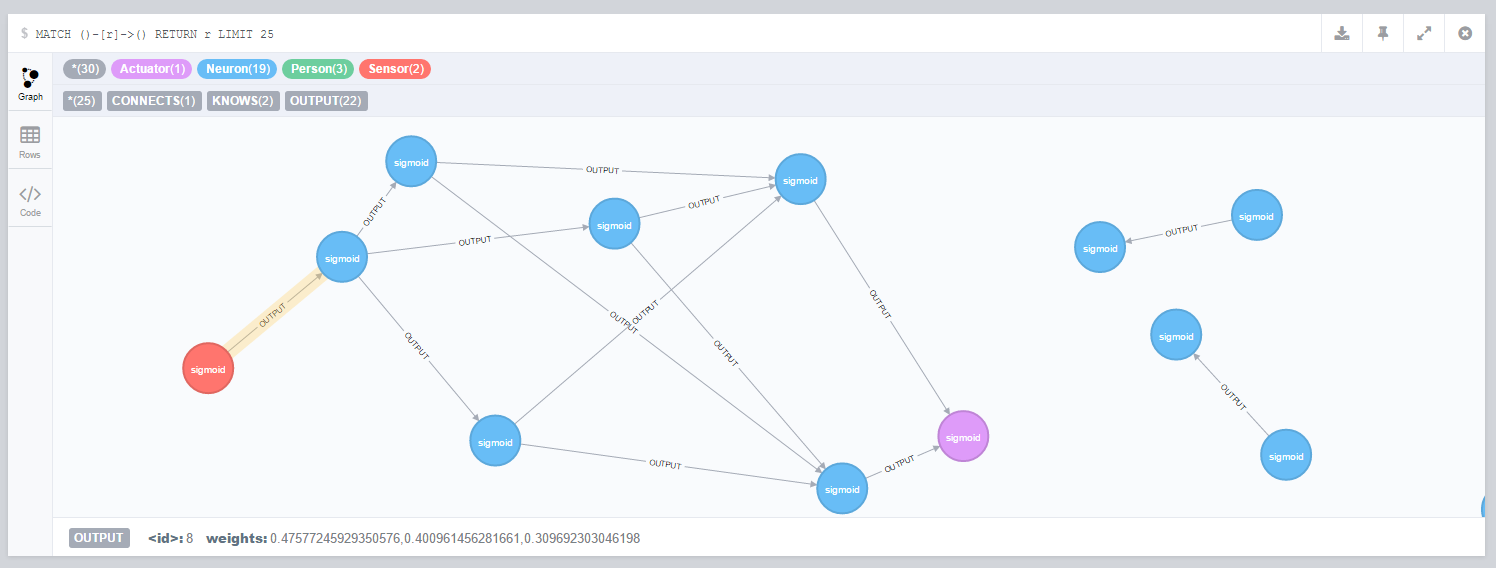 $ MATCH ()-[r]->() RETURN r LIMIT 25
Graph
Rows
Code
*(30) Actuator(1) Neuron(19) Person(3) Sensor(2)
*(25) CONNECTS(1) KNOWS(2) OUTPUT(22)
sigmoid
OUTPUT
sigmoid
OUTPUT
sigmoid
OUTPUT
sigmoid
OUTPUT
sigmoid
OUTPUT
sigmoid
OUTPUT
sigmoid
OUTPUT
OUTPUT
sigmoid
OUTPUT
OUTPUT
OUTPUT
OUTPUT
sigmoid
OUTPUT
sigmoid
OUTPUT
sigmoid
sigmoid
OUTPUT
sigmoid
OUTPUT <id>: 8 weights: 0.47577245929350576,0.400961456281661,0.309692303046198